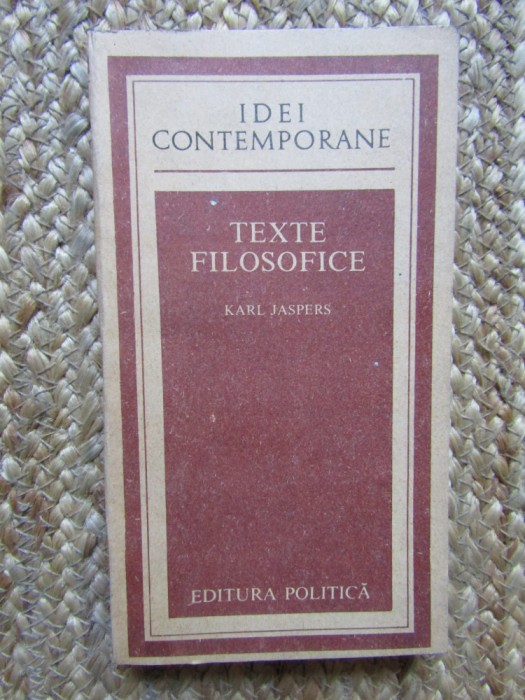 IDEI
CONTEMPORANE
TEXTE
FILOSOFICE
KARL JASPERS
EDITURA POLITICĂ